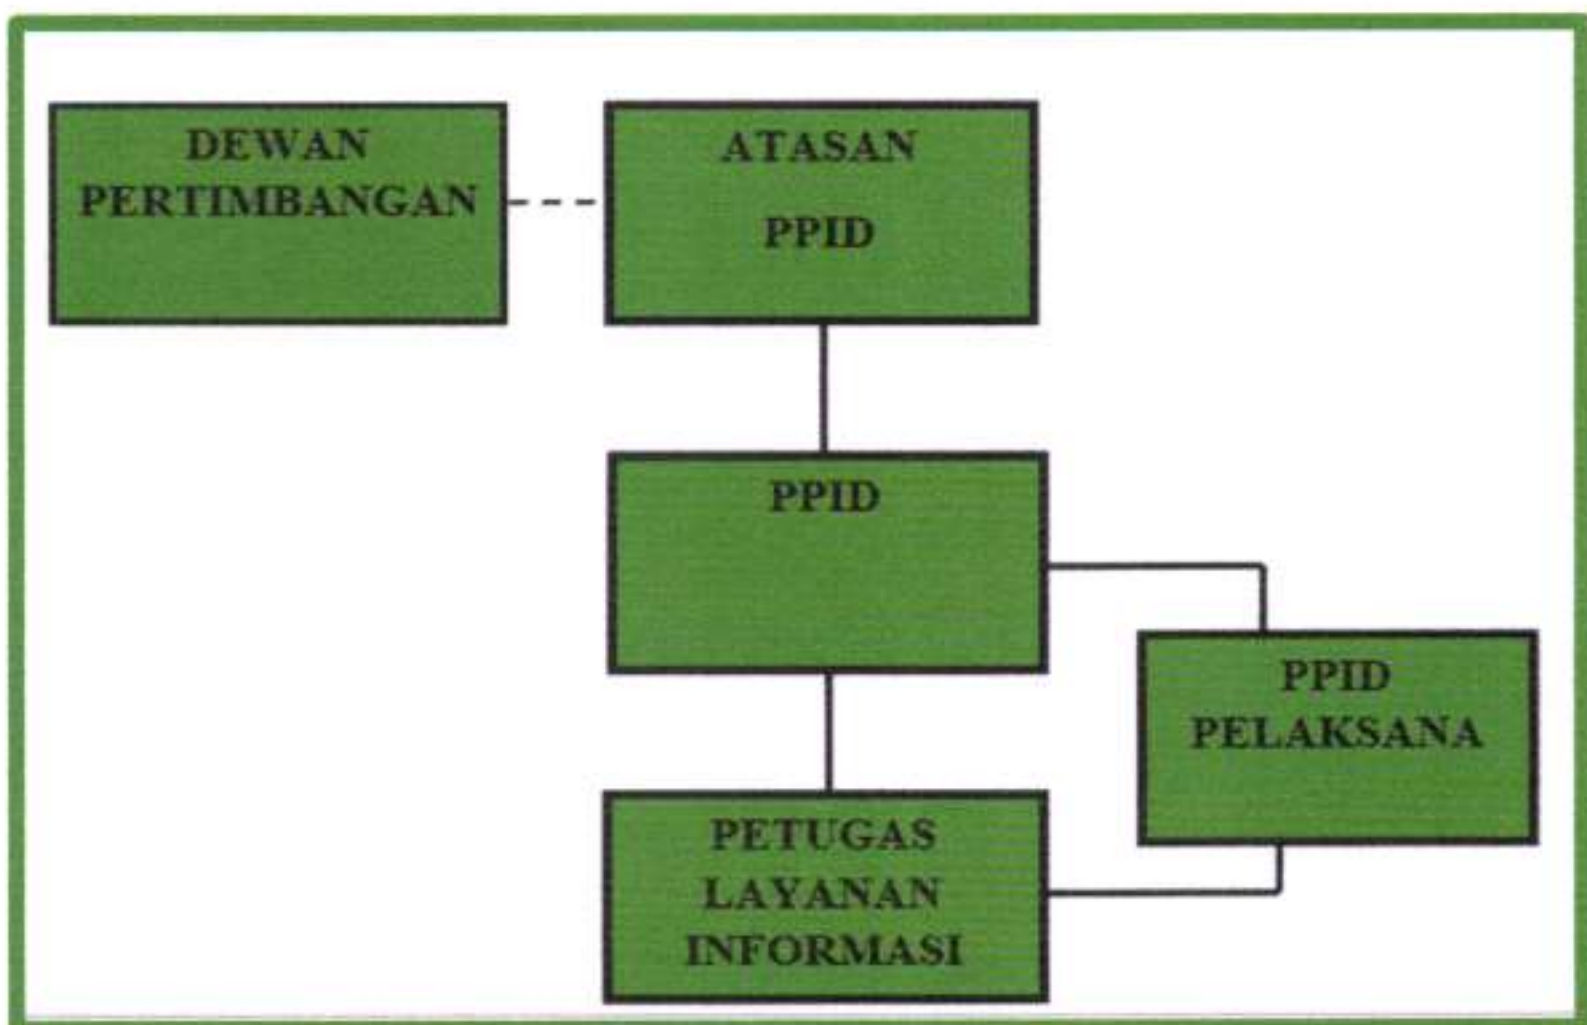 DEWAN
PERTIMBANGAN
ATASAN
PPID
PPID
PPID
PELAKSANA
PETUGAS
LAYANAN
INFORMASI